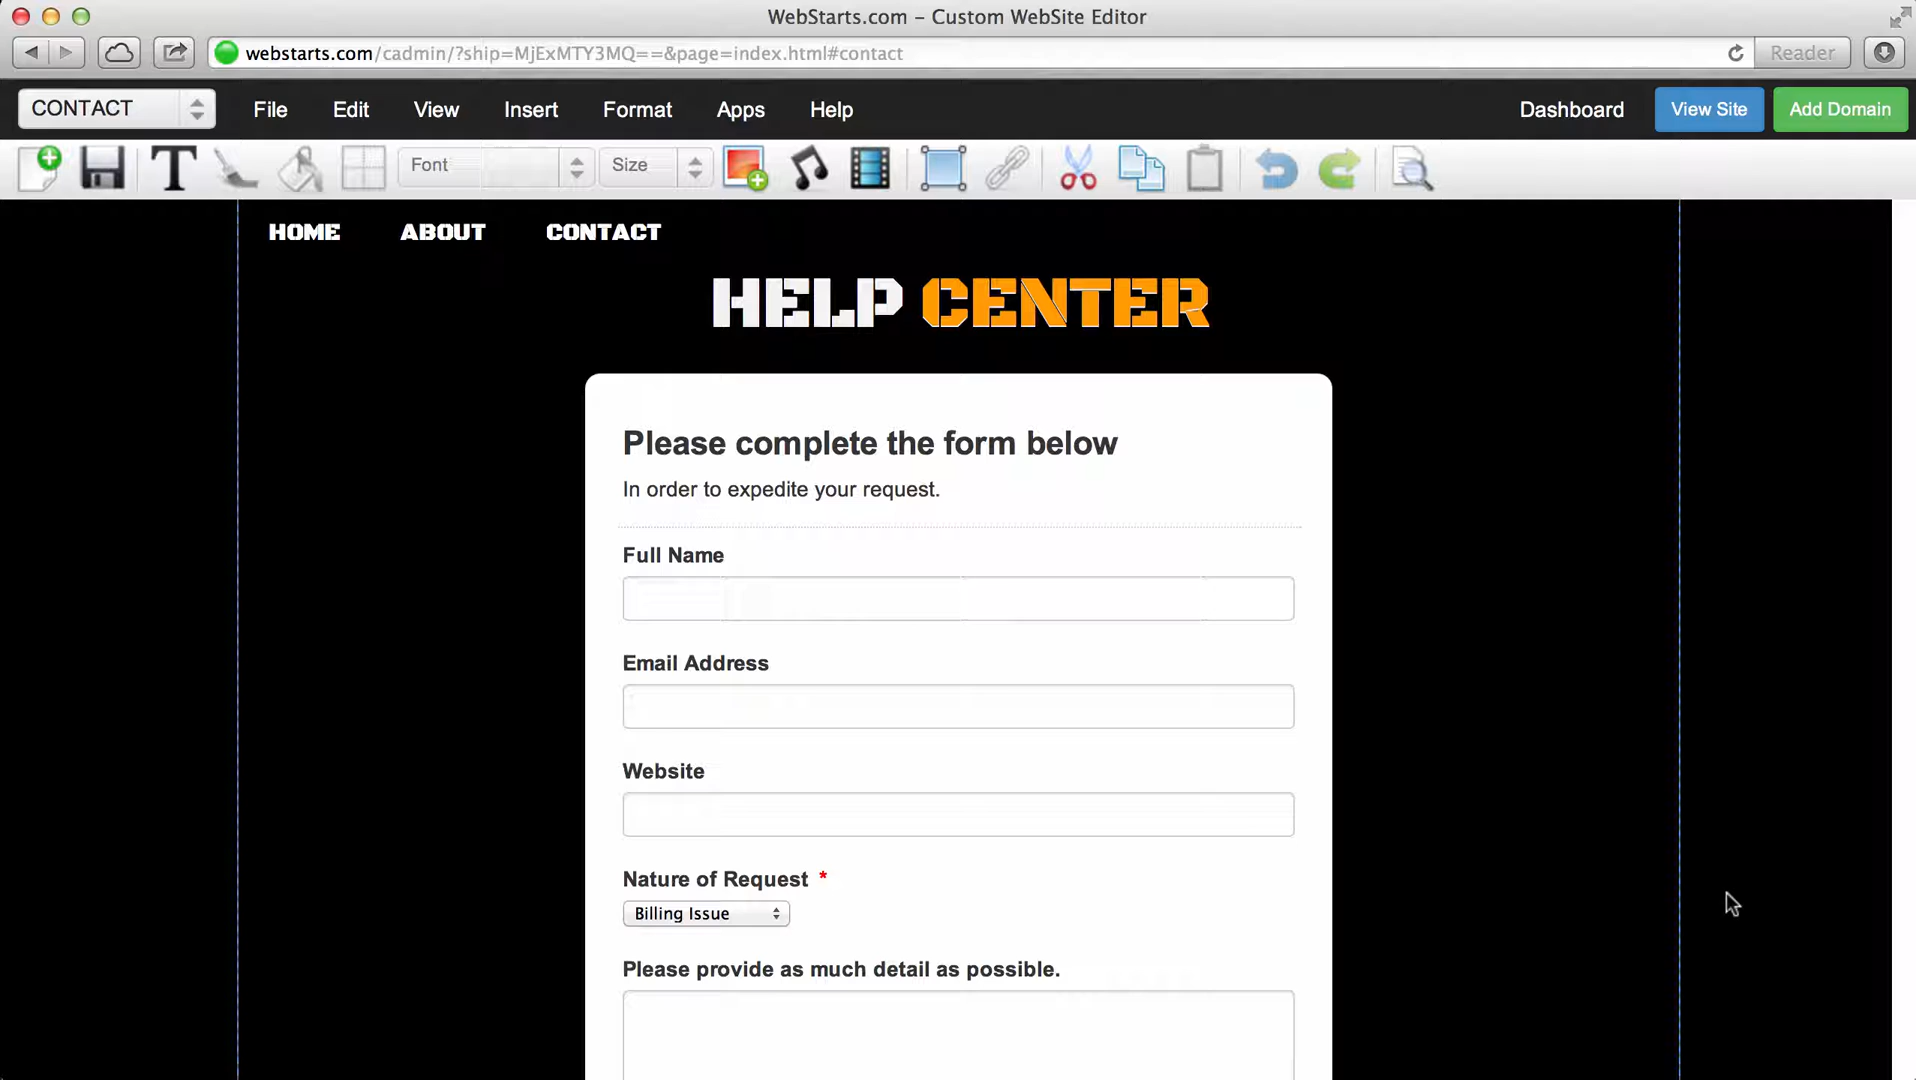 WebStarts.com – Custom WebSite Editor
webstarts.com/cadmin/?ship=MjExMTY3MQ==&page=index.html#contact
Reader
CONTACT File Edit View Insert Format Apps Help Dashboard View Site Add Domain
T Font Size
HOME ABOUT CONTACT
HELP CENTER
Please complete the form below
In order to expedite your request.
Full Name
Email Address
Website
Nature of Request *
Billing Issue
Please provide as much detail as possible.